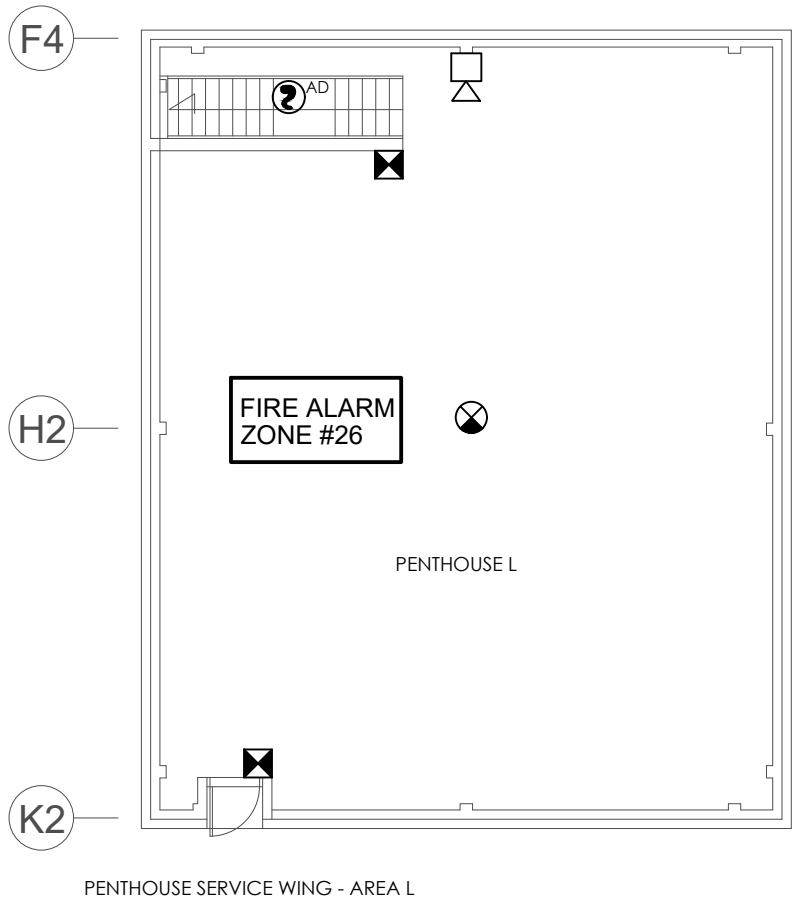 F4
AD
FIRE ALARM
ZONE #26
H2
PENTHOUSE L
K2
PENTHOUSE SERVICE WING - AREA L